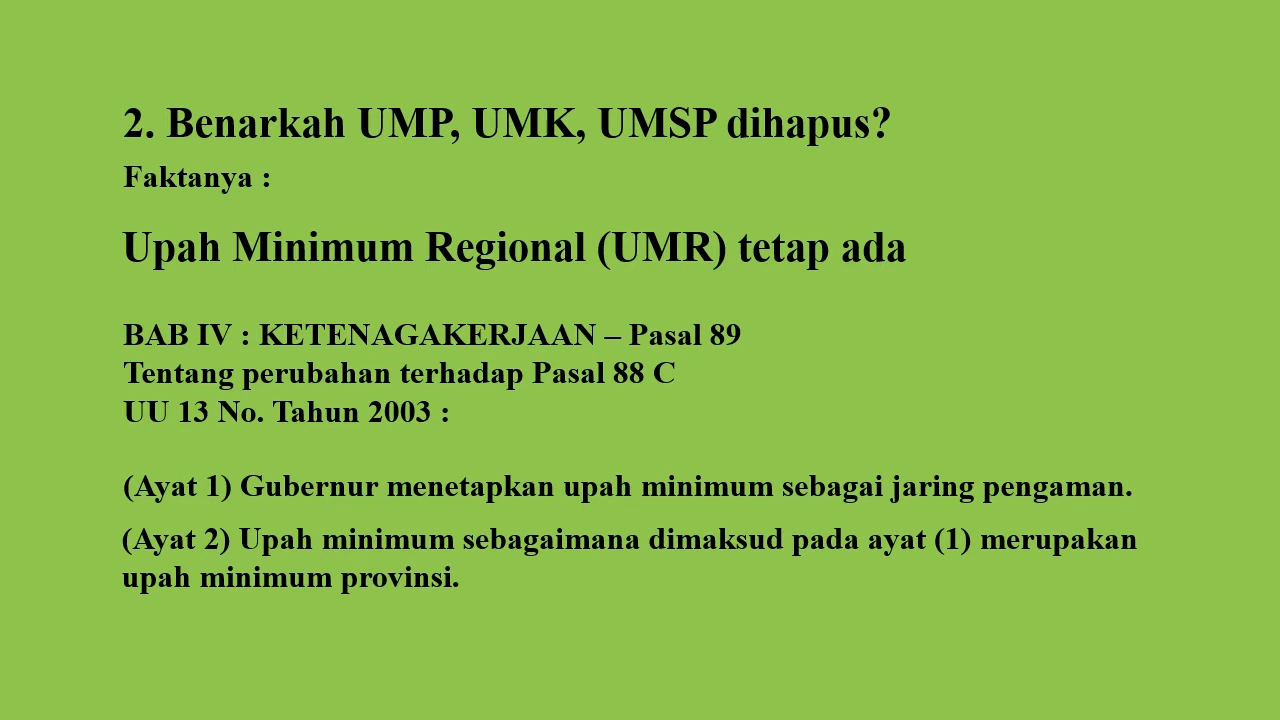 2. Benarkah UMP, UMK, UMSP dihapus?
Faktanya :
Upah Minimum Regional (UMR) tetap ada
BAB IV : KETENAGAKERJAAN – Pasal 89
Tentang perubahan terhadap Pasal 88 C
UU 13 No. Tahun 2003 :
(Ayat 1) Gubernur menetapkan upah minimum sebagai jaring pengaman.
(Ayat 2) Upah minimum sebagaimana dimaksud pada ayat (1) merupakan
upah minimum provinsi.